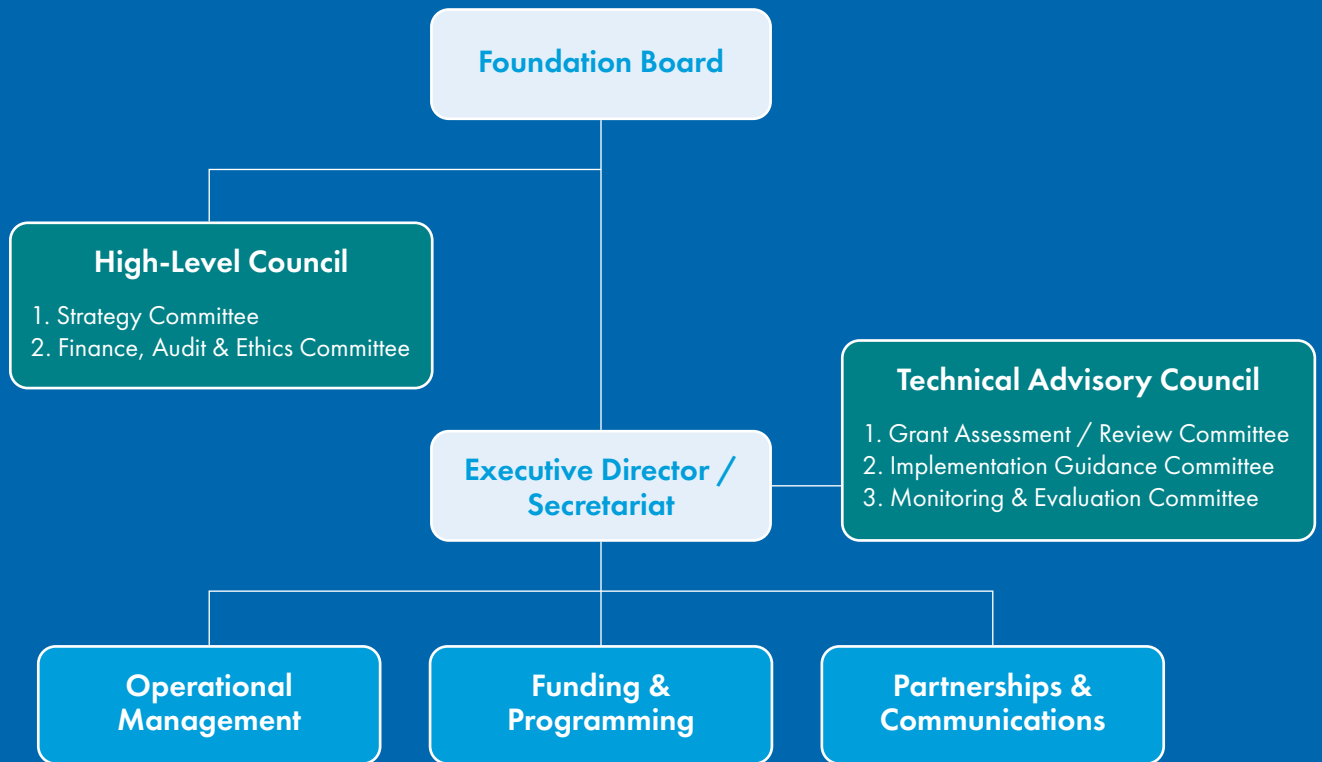 Foundation Board
High-Level Council
1. Strategy Committee
2. Finance, Audit & Ethics Committee
Technical Advisory Council
1. Grant Assessment / Review Committee
2. Implementation Guidance Committee
3. Monitoring & Evaluation Committee
Executive Director /
Secretariat
Operational
Management
Funding &
Programming
Partnerships &
Communications